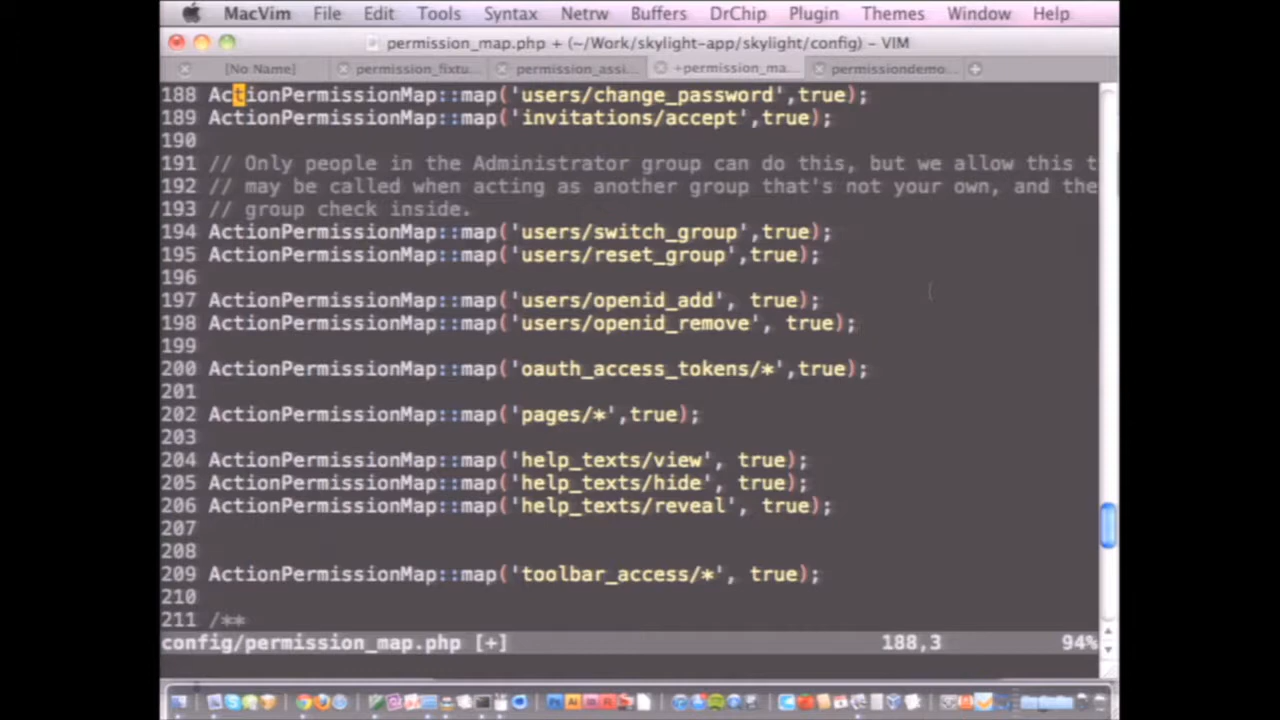 MacVim File Edit Tools Syntax Netrw Buffers DrChip Plugin Themes Window Help
permission_map.php + (~/Work/skylight-app/skylight/config) – VIM
[No Name] permission_fixtu... permission_assi... +permission_ma... permissiondemo...
188 ActionPermissionMap::map('users/change_password',true);
189 ActionPermissionMap::map('invitations/accept',true);
190
191 // Only people in the Administrator group can do this, but we allow this t
192 // may be called when acting as another group that's not your own, and the
193 // group check inside.
194 ActionPermissionMap::map('users/switch_group',true);
195 ActionPermissionMap::map('users/reset_group',true);
196
197 ActionPermissionMap::map('users/openid_add', true);
198 ActionPermissionMap::map('users/openid_remove', true);
199
200 ActionPermissionMap::map('oauth_access_tokens/*',true);
201
202 ActionPermissionMap::map('pages/*',true);
203
204 ActionPermissionMap::map('help_texts/view', true);
205 ActionPermissionMap::map('help_texts/hide', true);
206 ActionPermissionMap::map('help_texts/reveal', true);
207
208
209 ActionPermissionMap::map('toolbar_access/*', true);
210
211 /**
config/permission_map.php [+] 188,3 94%